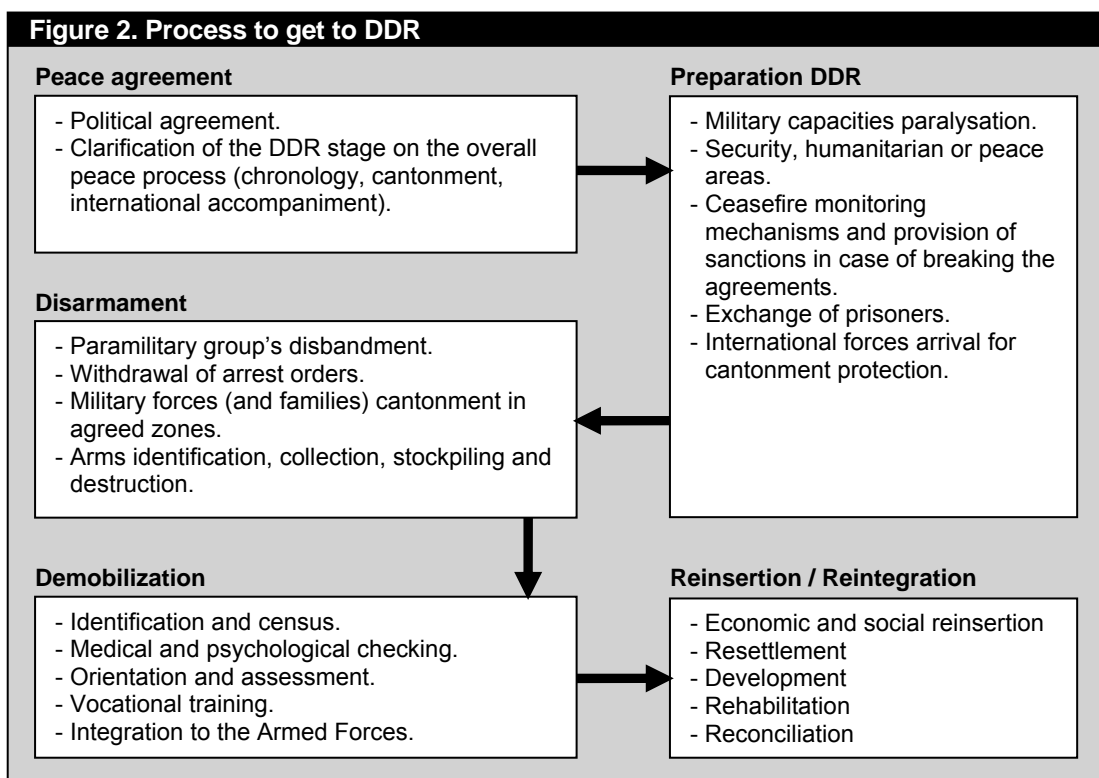 Figure 2. Process to get to DDR
Peace agreement
- Political agreement.
- Clarification of the DDR stage on the overall
peace process (chronology, cantonment,
international accompaniment).
Preparation DDR
- Military capacities paralysation.
- Security, humanitarian or peace
areas.
- Ceasefire monitoring
mechanisms and provision of
sanctions in case of breaking the
agreements.
- Exchange of prisoners.
- International forces arrival for
cantonment protection.
Disarmament
- Paramilitary group’s disbandment.
- Withdrawal of arrest orders.
- Military forces (and families) cantonment in
agreed zones.
- Arms identification, collection, stockpiling and
destruction.
Demobilization
- Identification and census.
- Medical and psychological checking.
- Orientation and assessment.
- Vocational training.
- Integration to the Armed Forces.
Reinsertion / Reintegration
- Economic and social reinsertion
- Resettlement
- Development
- Rehabilitation
- Reconciliation